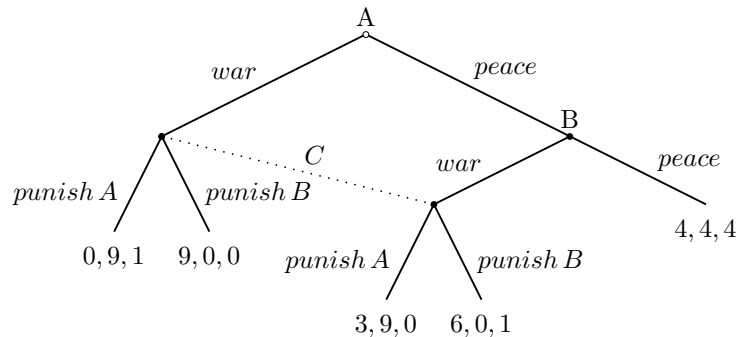 A
war
peace
B
C
war
peace
punish A
punish B
0, 9, 1
9, 0, 0
punish A
punish B
4, 4, 4
3, 9, 0
6, 0, 1